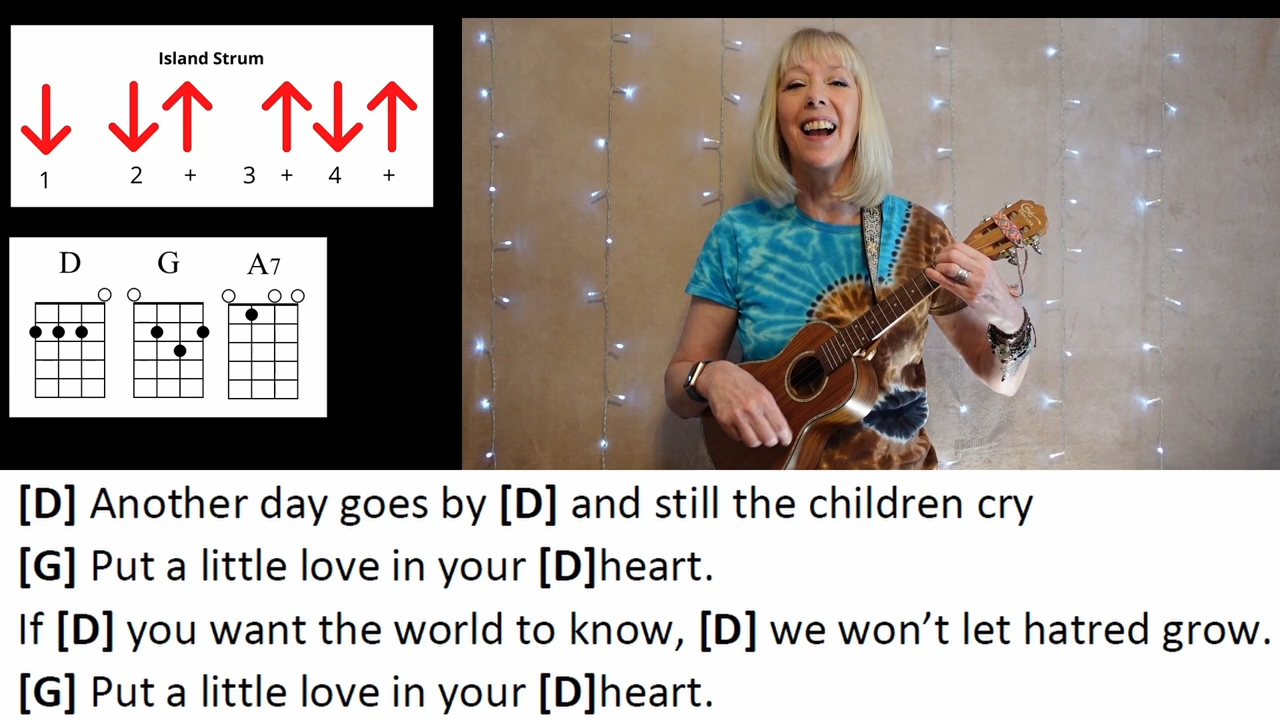 Island Strum
1 2 + 3 + 4 +
D G A7
[D] Another day goes by [D] and still the children cry
[G] Put a little love in your [D]heart.
If [D] you want the world to know, [D] we won’t let hatred grow.
[G] Put a little love in your [D]heart.